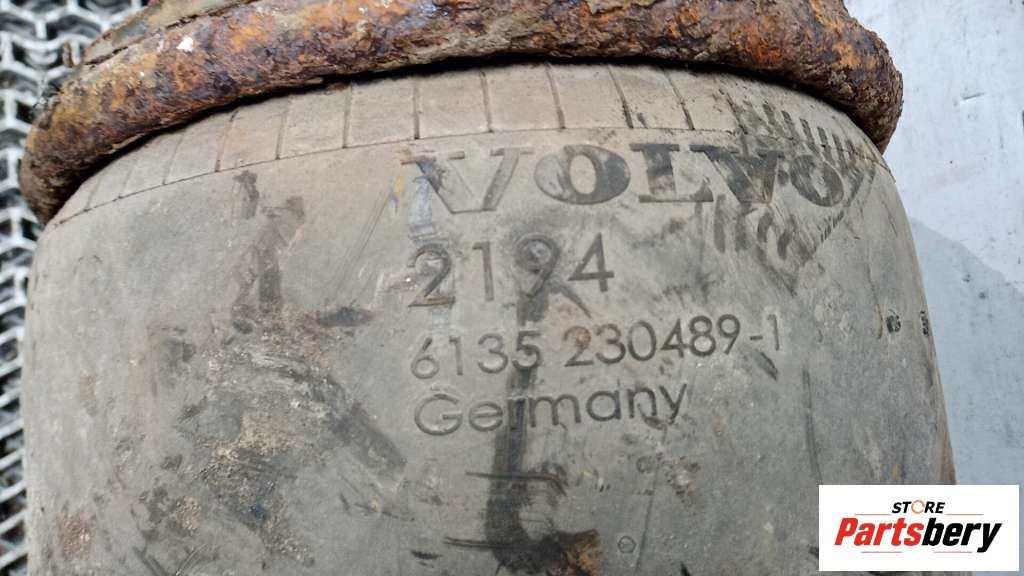 VOLVO
2194
6135 230489-1
Germany
STORE
Partsbery